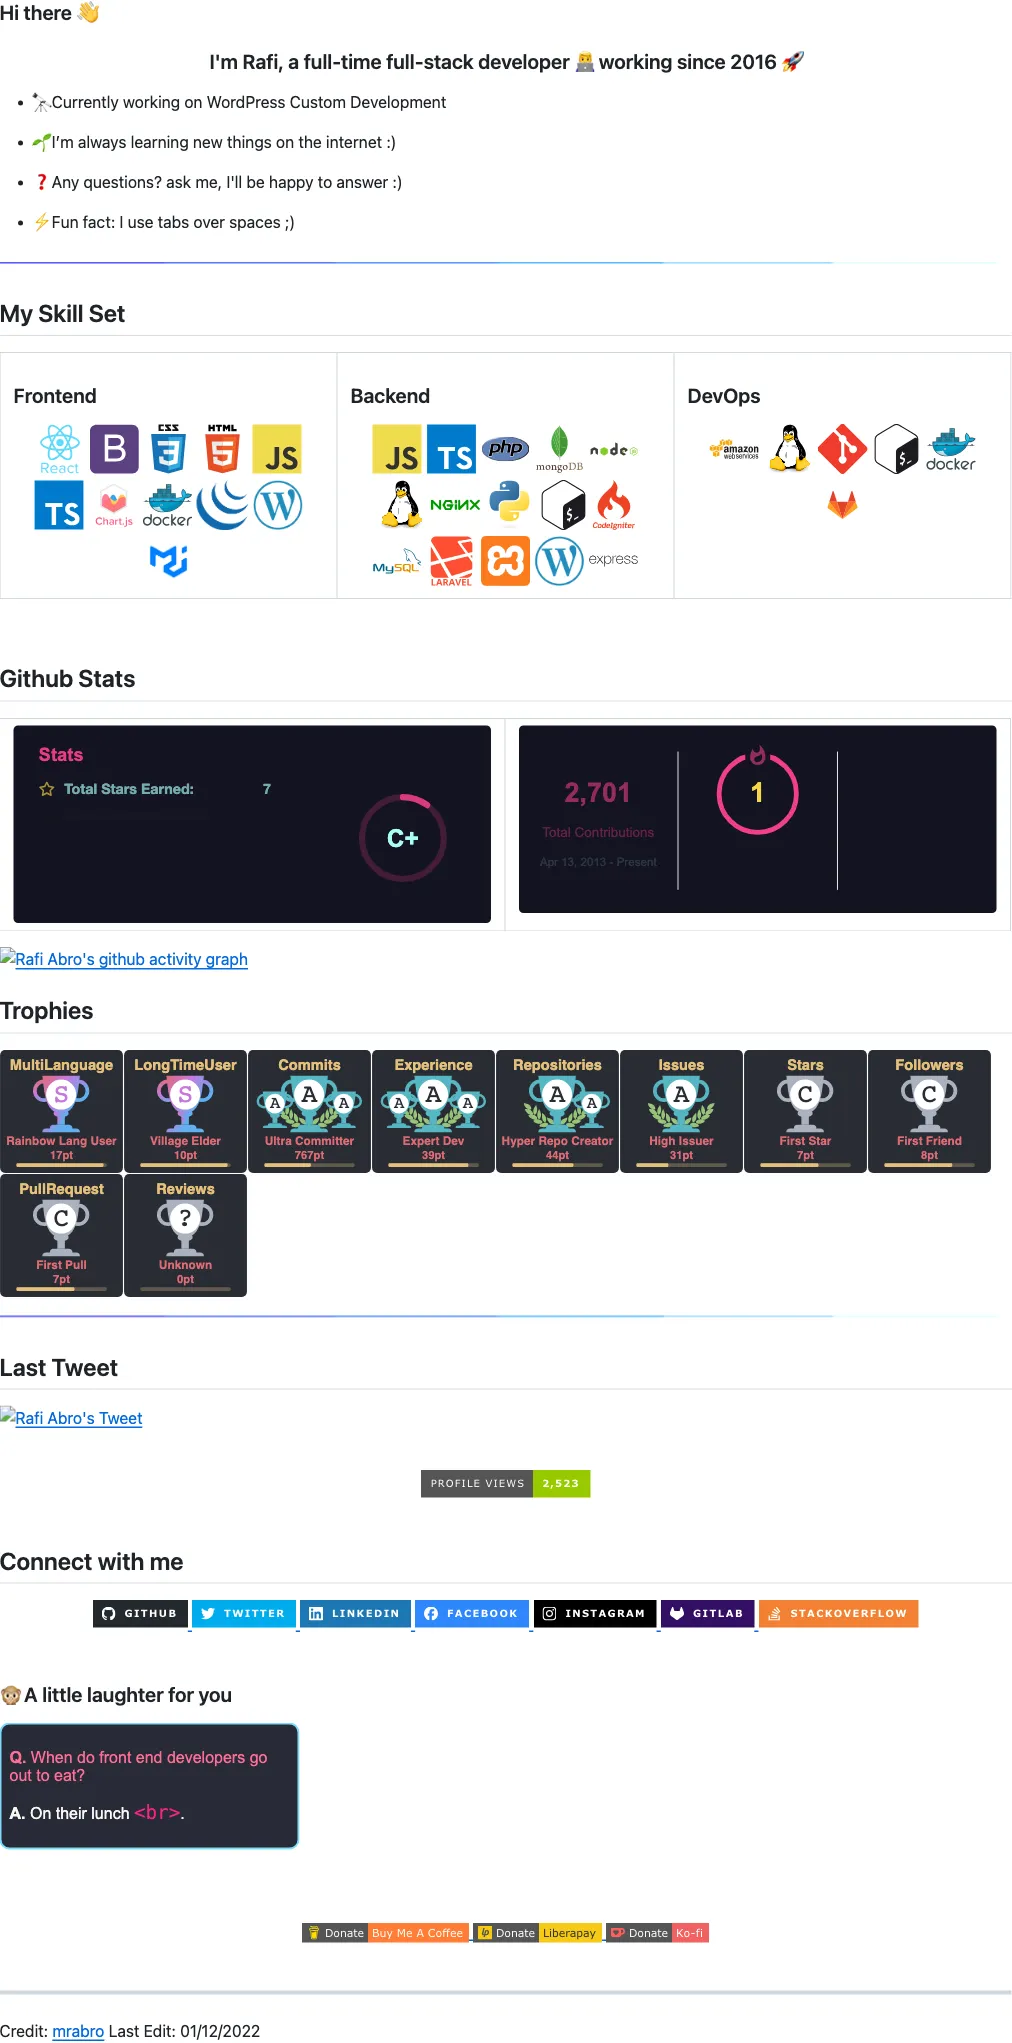 Hi there 👋
I'm Rafi, a full-time full-stack developer 👨‍💻 working since 2016 🚀
• 🔭Currently working on WordPress Custom Development
• 🌱I'm always learning new things on the internet :)
• ❓Any questions? ask me, I'll be happy to answer :)
• ⚡Fun fact: I use tabs over spaces ;)
My Skill Set
Frontend
React
B
CSS
3
HTML
5
JS
TS
Chart.js
docker
W
Backend
JS
TS
php
mongoDB
node
NGINX
$_
CodeIgniter
MySQL
LARAVEL
W
express
DevOps
amazon
web services
$_
docker
Github Stats
Stats
Total Stars Earned: 7
C+
2,701
Total Contributions
Apr 13, 2013 - Present
1
Rafi Abro's github activity graph
Trophies
MultiLanguage
S
Rainbow Lang User
17pt
LongTimeUser
S
Village Elder
10pt
Commits
A A A
Ultra Committer
767pt
Experience
A A A
Expert Dev
39pt
Repositories
A A
Hyper Repo Creator
44pt
Issues
A
High Issuer
31pt
Stars
C
First Star
7pt
Followers
C
First Friend
8pt
PullRequest
C
First Pull
7pt
Reviews
?
Unknown
0pt
Last Tweet
Rafi Abro's Tweet
PROFILE VIEWS 2,523
Connect with me
GITHUB TWITTER LINKEDIN FACEBOOK INSTAGRAM GITLAB STACKOVERFLOW
🐵A little laughter for you
Q. When do front end developers go
out to eat?
A. On their lunch <br>.
Donate Buy Me A Coffee Donate Liberapay Donate Ko-fi
Credit: mrabro Last Edit: 01/12/2022